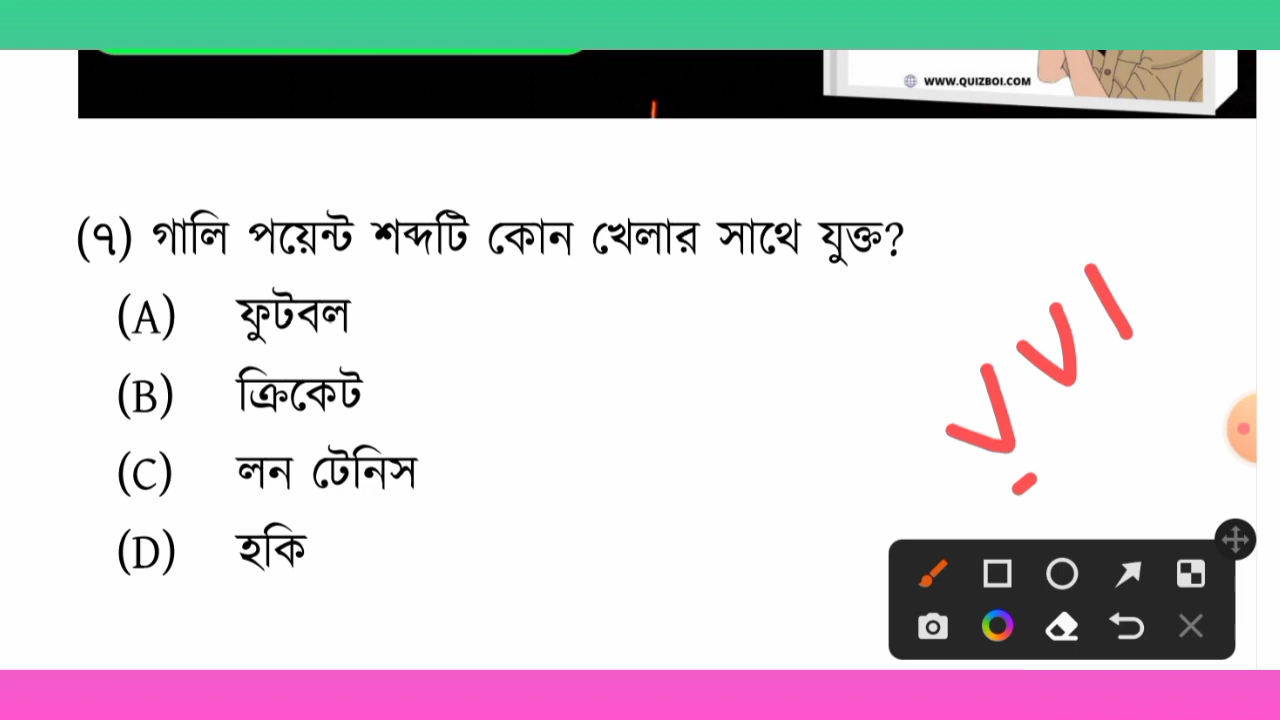 WWW.QUIZBOI.COM
(৭) গালি পয়েন্ট শব্দটি কোন খেলার সাথে যুক্ত?
(A) ফুটবল
(B) ক্রিকেট
(C) লন টেনিস
(D) হকি
VVI